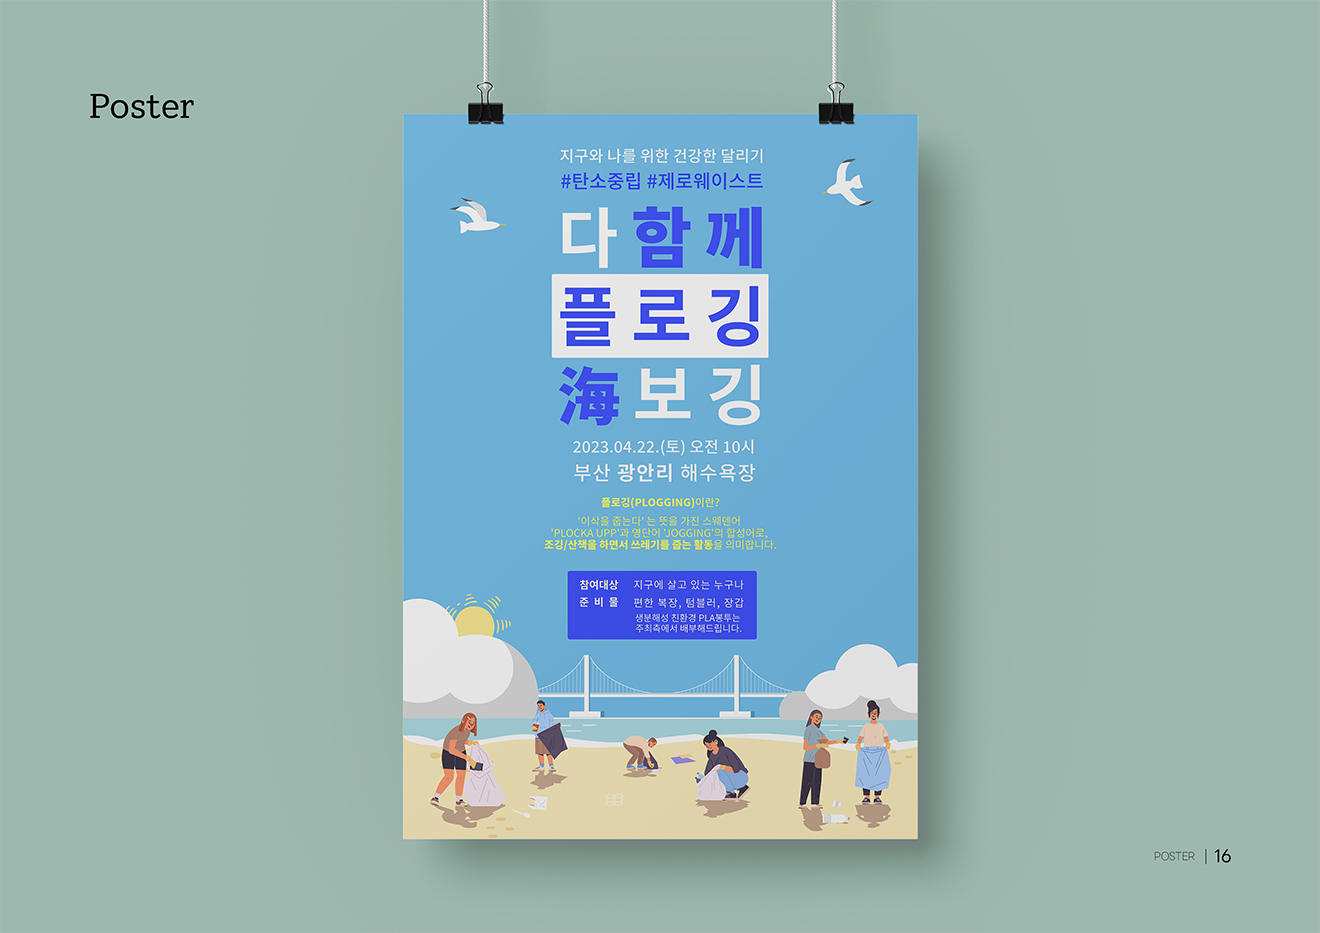 Poster
지구와 나를 위한 건강한 달리기
#탄소중립 #제로웨이스트
다함께
플로깅
海보깅
2023.04.22.(토) 오전 10시
부산 광안리 해수욕장
플로깅(PLOGGING)이란?
'이삭을 줍는다' 는 뜻을 가진 스웨덴어
'PLOCKA UPP'과 영단어 'JOGGING'의 합성어로,
조깅/산책을 하면서 쓰레기를 줍는 활동을 의미합니다.
참여대상 지구에 살고 있는 누구나
준 비 물 편한 복장, 텀블러, 장갑
생분해성 친환경 PLA봉투는
주최측에서 배부해드립니다.
POSTER | 16